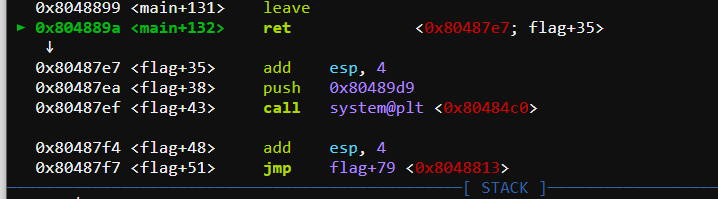 0x8048899 <main+131> leave
► 0x804889a <main+132> ret <0x80487e7; flag+35>
↓
0x80487e7 <flag+35> add esp, 4
0x80487ea <flag+38> push 0x80489d9
0x80487ef <flag+43> call system@plt <0x80484c0>
0x80487f4 <flag+48> add esp, 4
0x80487f7 <flag+51> jmp flag+79 <0x8048813>
[ STACK ]